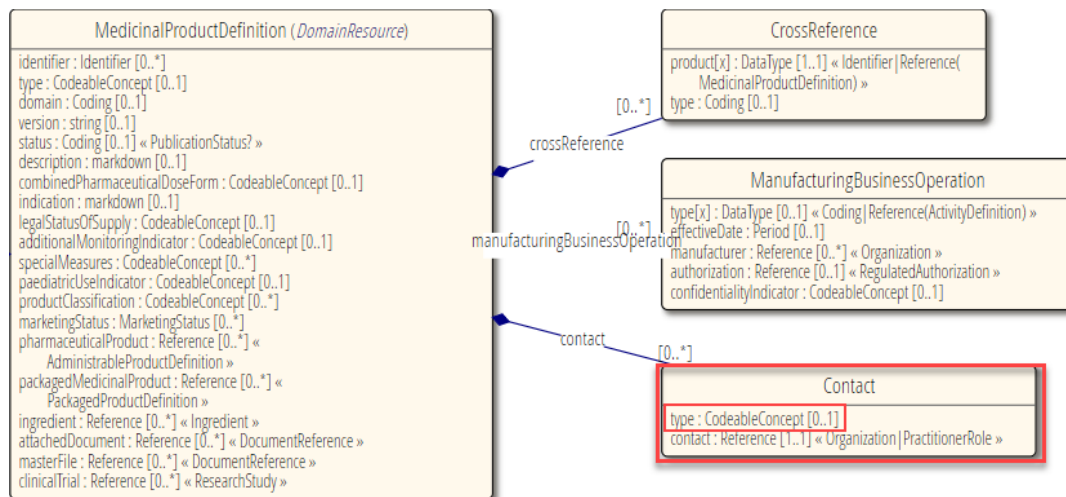 MedicinalProductDefinition (DomainResource)
identifier : Identifier [0..*]
type : CodeableConcept [0..1]
domain : Coding [0..1]
version : string [0..1]
status : Coding [0..1] « PublicationStatus? »
description : markdown [0..1]
combinedPharmaceuticalDoseForm : CodeableConcept [0..1]
indication : markdown [0..1]
legalStatusOfSupply : CodeableConcept [0..1]
additionalMonitoringIndicator : CodeableConcept [0..1]
specialMeasures : CodeableConcept [0..*]
paediatricUseIndicator : CodeableConcept [0..1]
productClassification : CodeableConcept [0..*]
marketingStatus : MarketingStatus [0..*]
pharmaceuticalProduct : Reference [0..*] «
AdministrableProductDefinition »
packagedMedicinalProduct : Reference [0..*] «
PackagedProductDefinition »
ingredient : Reference [0..*] « Ingredient »
attachedDocument : Reference [0..*] « DocumentReference »
masterFile : Reference [0..*] « DocumentReference »
clinicalTrial : Reference [0..*] « ResearchStudy »
[0..*]
crossReference
[0..*]
manufacturingBusinessOperation
contact
[0..*]
CrossReference
product[x] : DataType [1..1] « Identifier|Reference(
MedicinalProductDefinition) »
type : Coding [0..1]
ManufacturingBusinessOperation
type[x] : DataType [0..1] « Coding|Reference(ActivityDefinition) »
effectiveDate : Period [0..1]
manufacturer : Reference [0..*] « Organization »
authorization : Reference [0..1] « RegulatedAuthorization »
confidentialityIndicator : CodeableConcept [0..1]
Contact
type : CodeableConcept [0..1]
contact : Reference [1..1] « Organization|PractitionerRole »